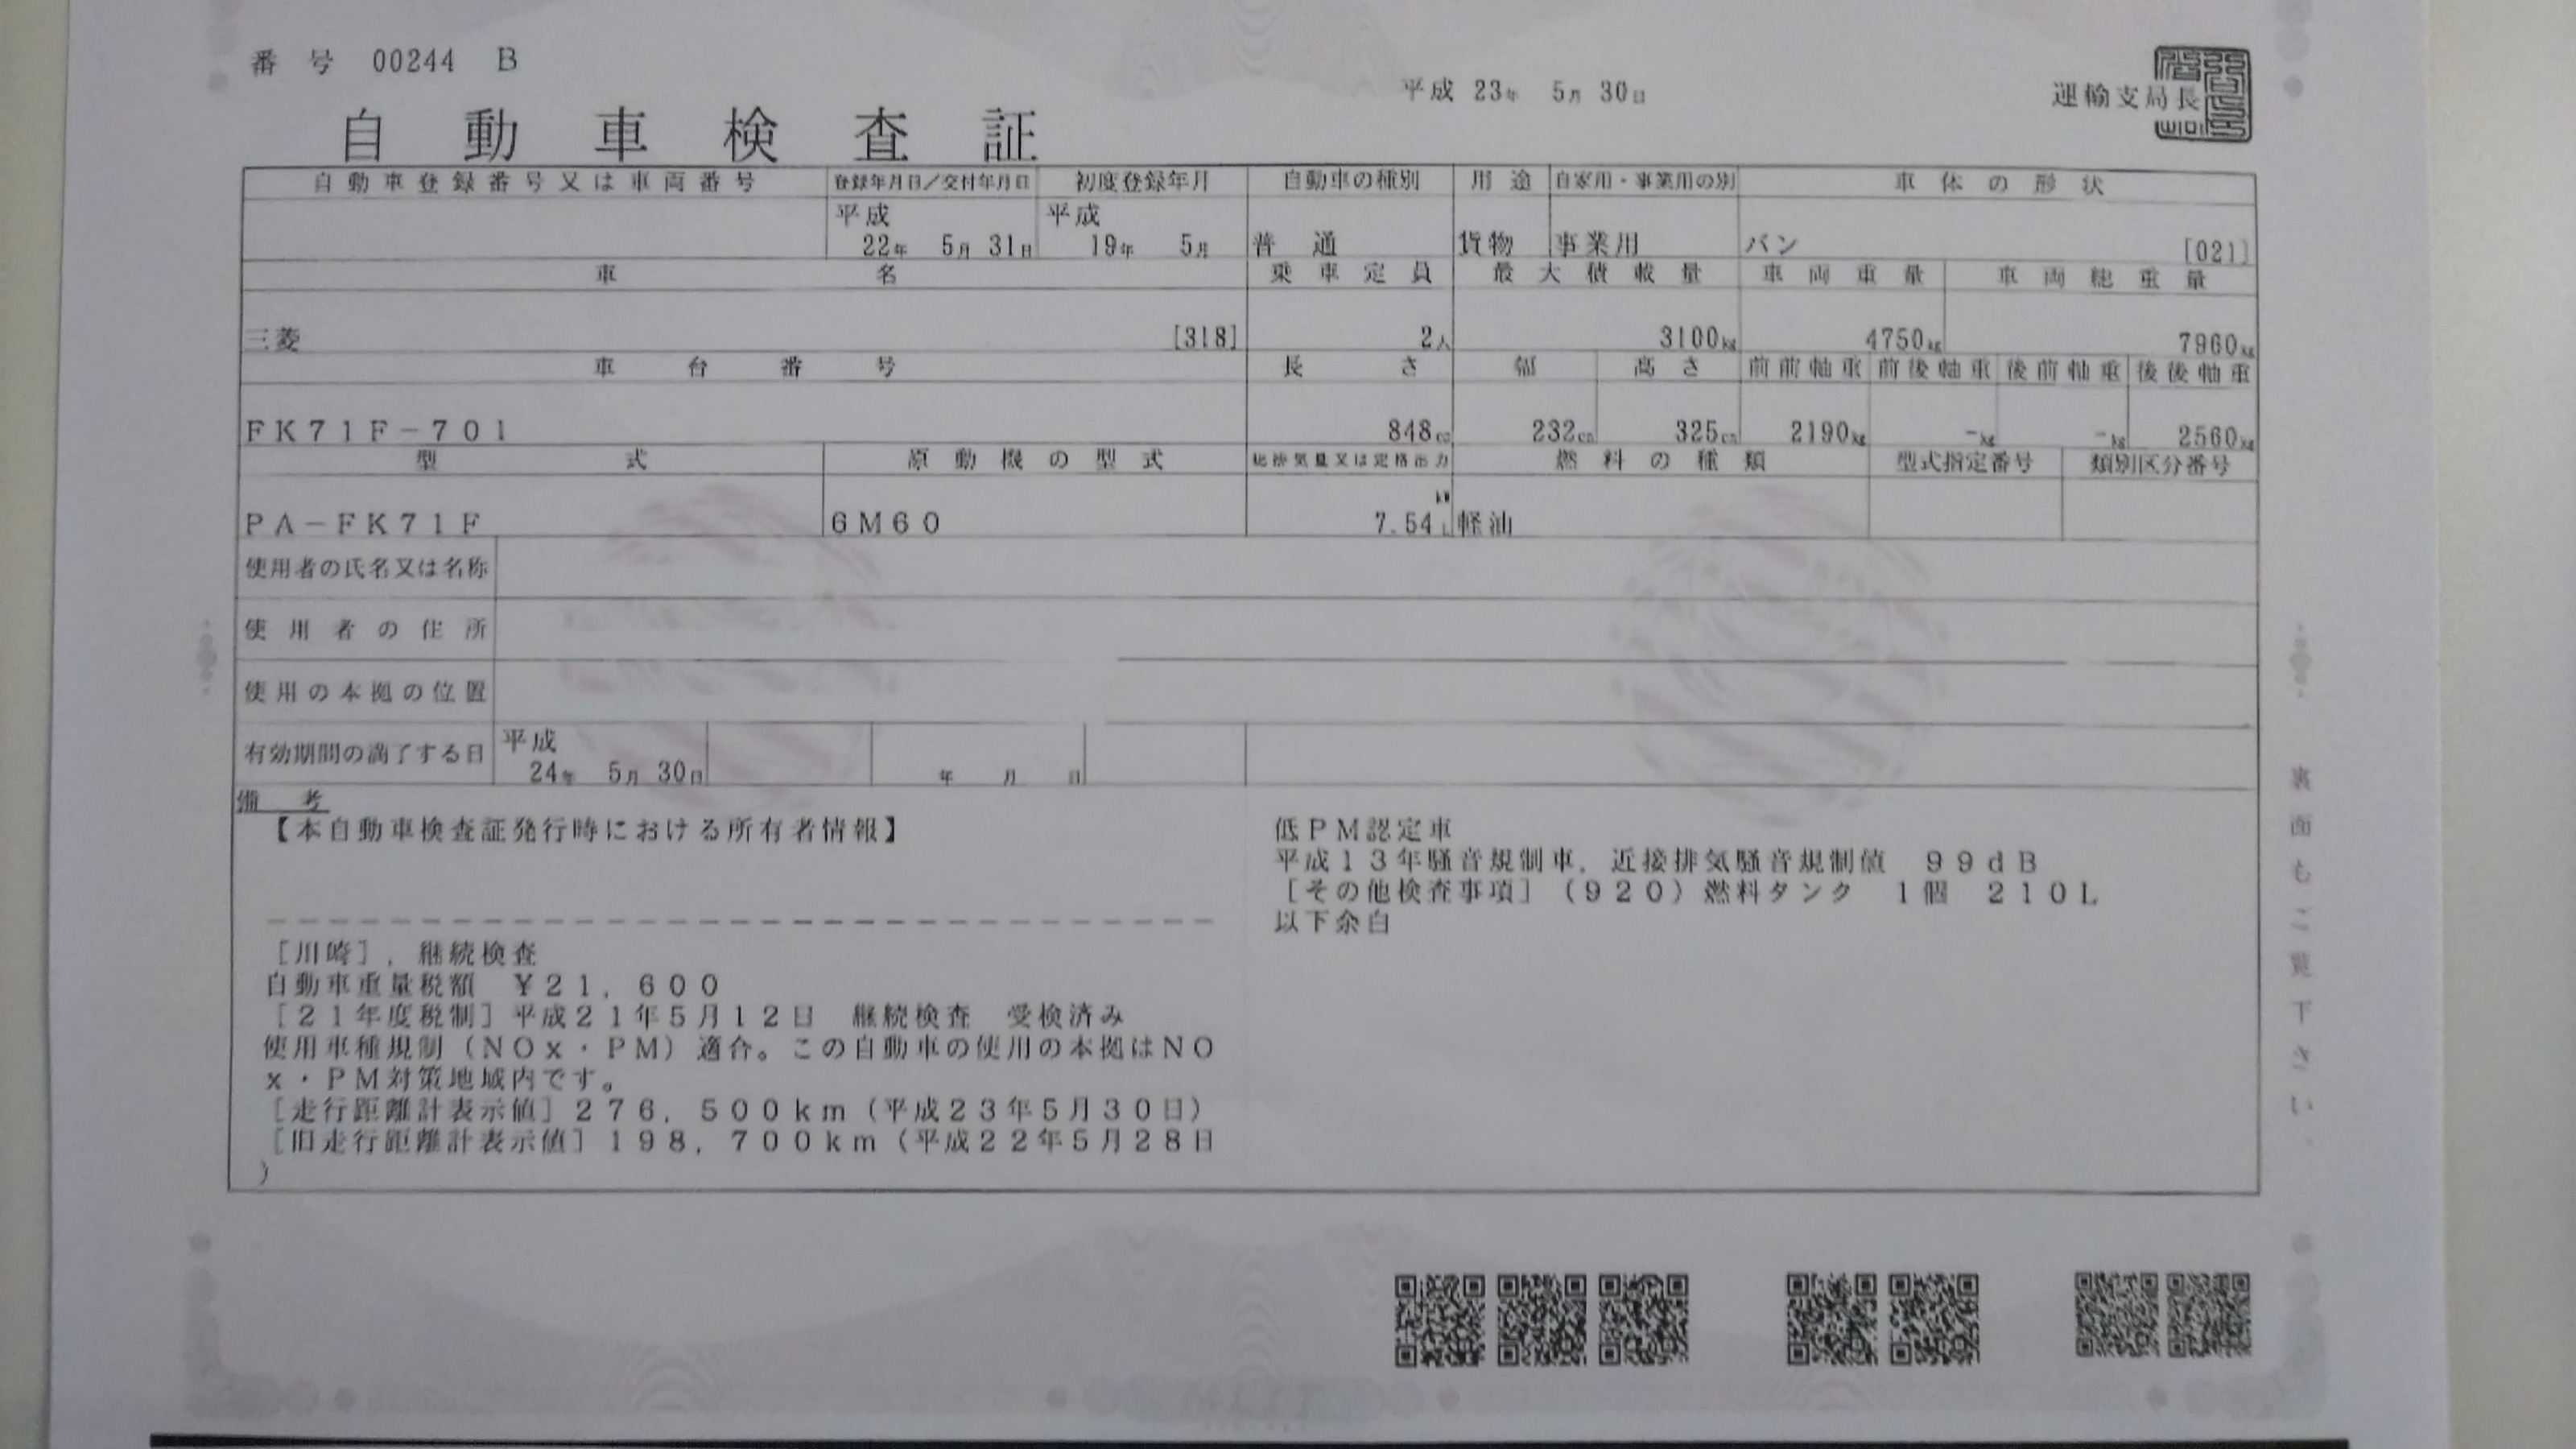 番号 00244 B
平成 23年 5月 30日
運輸支局長
自動車検査証
自動車登録番号又は車両番号 登録年月日/交付年月日 初度登録年月 自動車の種別 用途 自家用・事業用の別 車体の形状
平成 平成
22年 5月 31日 19年 5月 普通 貨物 事業用 バン [021]
車名 乗車定員 最大積載量 車両重量 車両総重量
三菱 [318] 2人 3100kg 4750kg 7960kg
車台番号 長さ 幅 高さ 前前軸重 前後軸重 後前軸重 後後軸重
FK71F-701 848cm 232cm 325cm 2190kg -kg -kg 2560kg
型式 原動機の型式 総排気量又は定格出力 燃料の種類 型式指定番号 類別区分番号
kW
PA-FK71F 6M60 7.54L 軽油
使用者の氏名又は名称
使用者の住所
使用の本拠の位置
有効期間の満了する日 平成
24年 5月 30日 年 月 日
備考
【本自動車検査証発行時における所有者情報】
[川崎],継続検査
自動車重量税額 ¥21,600
[21年度税制]平成21年5月12日 継続検査 受検済み
使用車種規制(NOx・PM)適合。この自動車の使用の本拠はNO
x・PM対策地域内です。
[走行距離計表示値]276,500km(平成23年5月30日)
[旧走行距離計表示値]198,700km(平成22年5月28日
)
低PM認定車
平成13年騒音規制車,近接排気騒音規制値 99dB
[その他検査事項](920)燃料タンク 1個 210L
以下余白
裏面もご覧下さい。